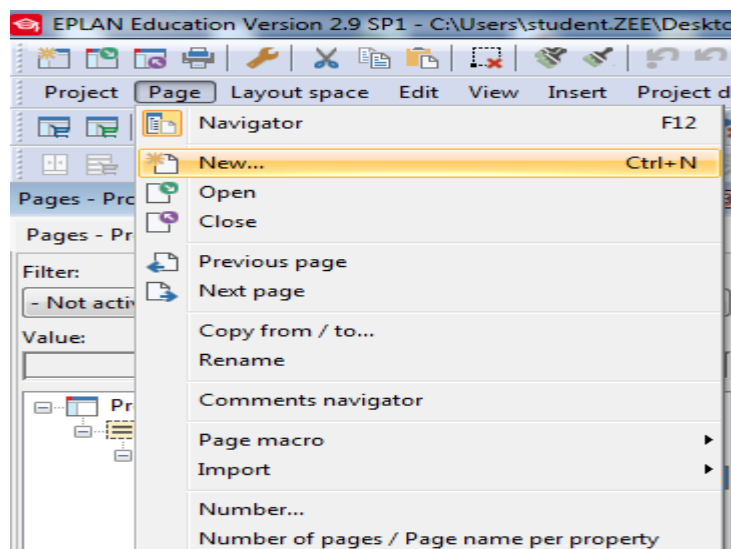 EPLAN Education Version 2.9 SP1 - C:\Users\student.ZEE\Deskto
Project Page Layout space Edit View Insert Project d
Navigator F12
New... Ctrl+N
Pages - Pro
Open
Close
Pages - Pr
Previous page
Filter:
Next page
- Not activ
Copy from / to...
Value:
Rename
Comments navigator
Pr
Page macro
Import
Number...
Number of pages / Page name per property